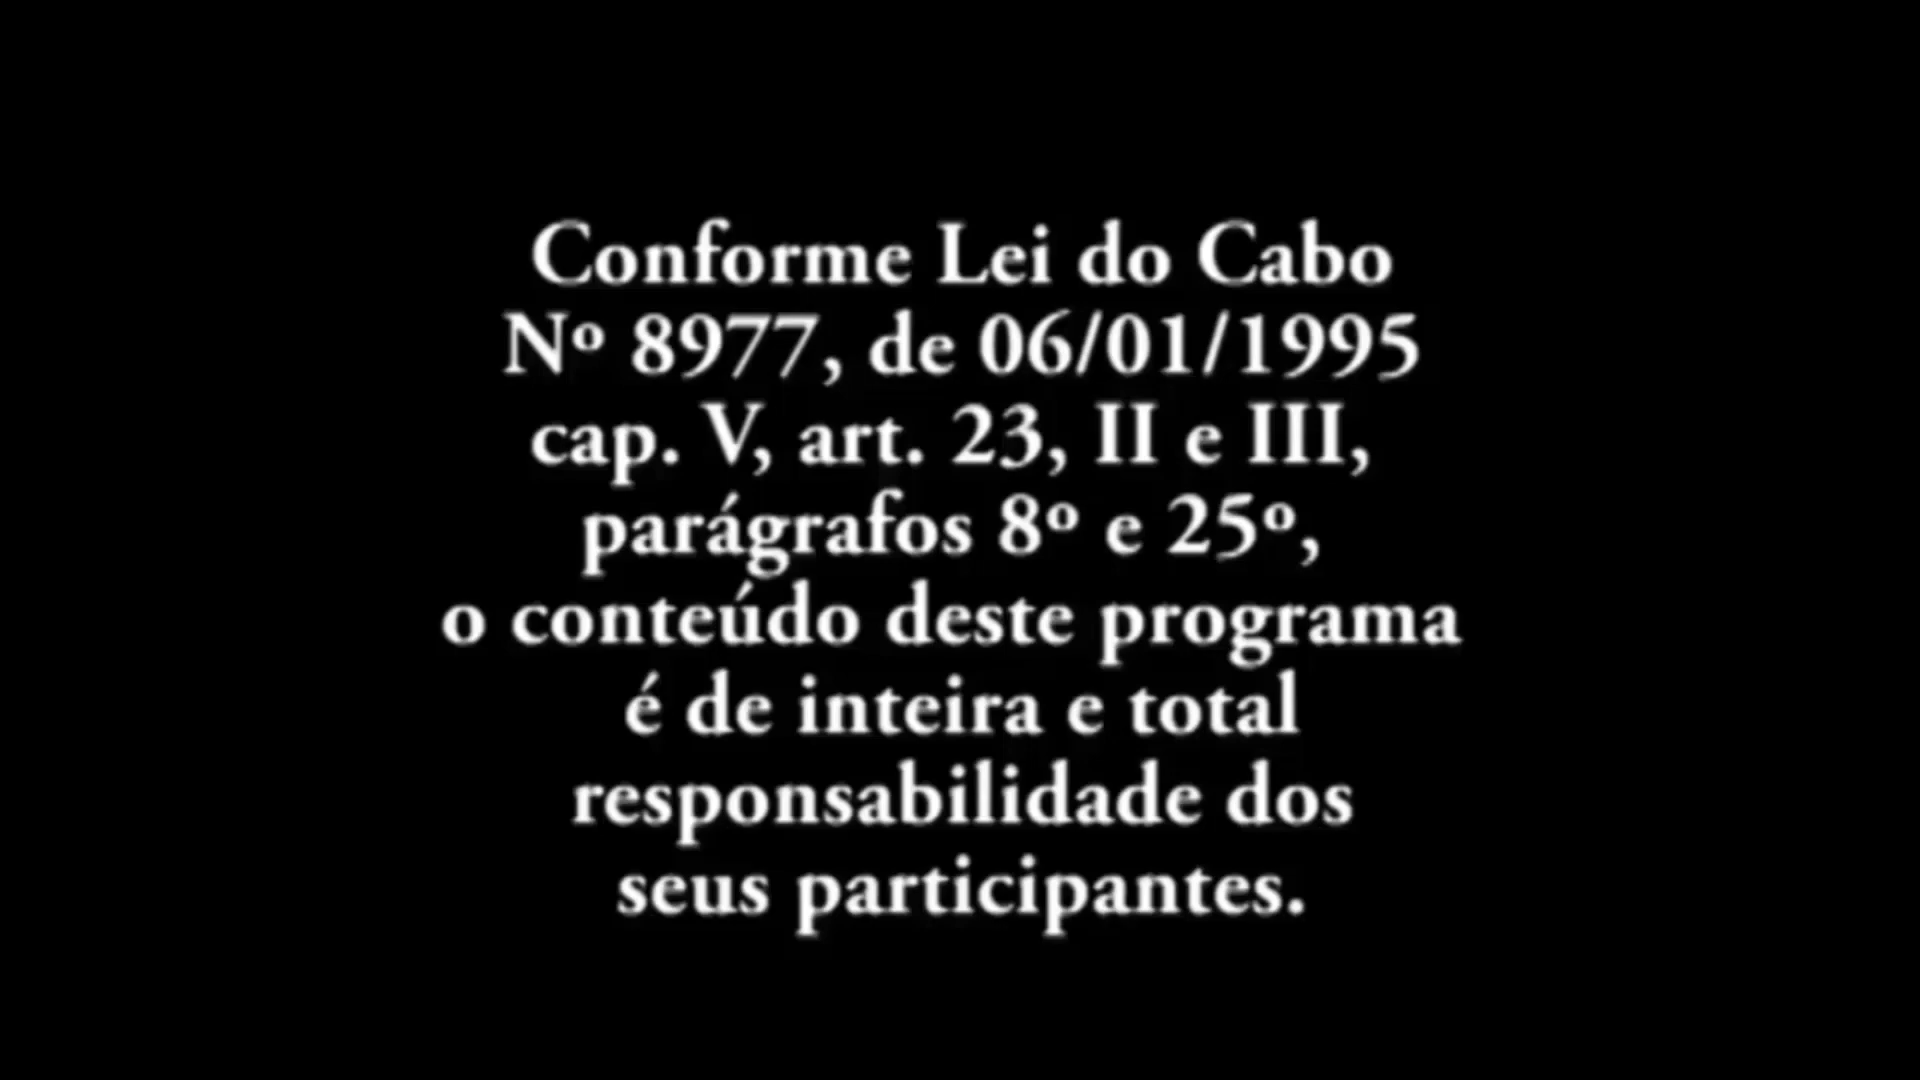 Conforme Lei do Cabo
Nº 8977, de 06/01/1995
cap. V, art. 23, II e III,
parágrafos 8º e 25º,
o conteúdo deste programa
é de inteira e total
responsabilidade dos
seus participantes.